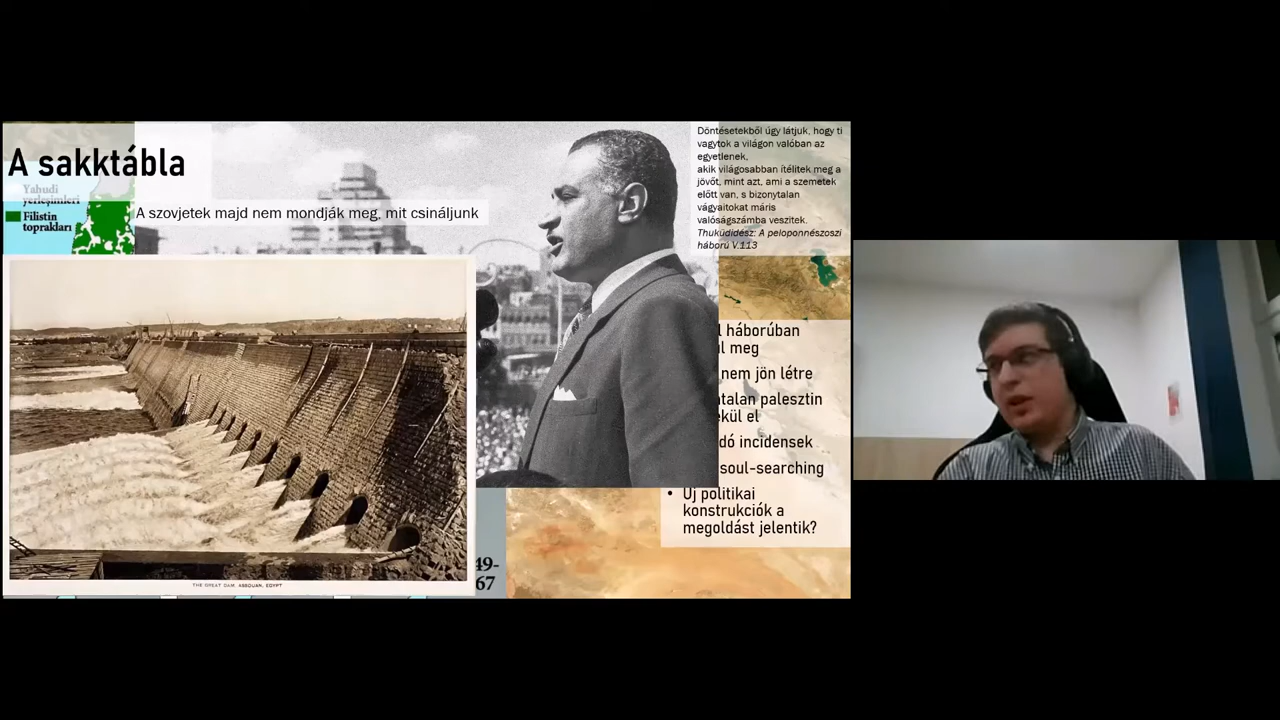 A sakktábla
Yahudi
yerleşimleri
Filistin
toprakları
A szovjetek majd nem mondják meg, mit csináljunk
Döntésetekből úgy látjuk, hogy ti
vagytok a világon valóban az
egyetlenek,
akik világosabban ítélitek meg a
jövőt, mint azt, ami a szemetek
előtt van, s bizonytalan
vágyaitokat máris
valóságszámba veszitek.
Thuküdidész: A peloponnészoszi
háború V.113
háborúban
meg
nem jön létre
palesztin
el
incidensek
soul-searching
• Új politikai
konstrukciók a
megoldást jelentik?
49-
67
THE GREAT DAM, ASSOUAN, EGYPT